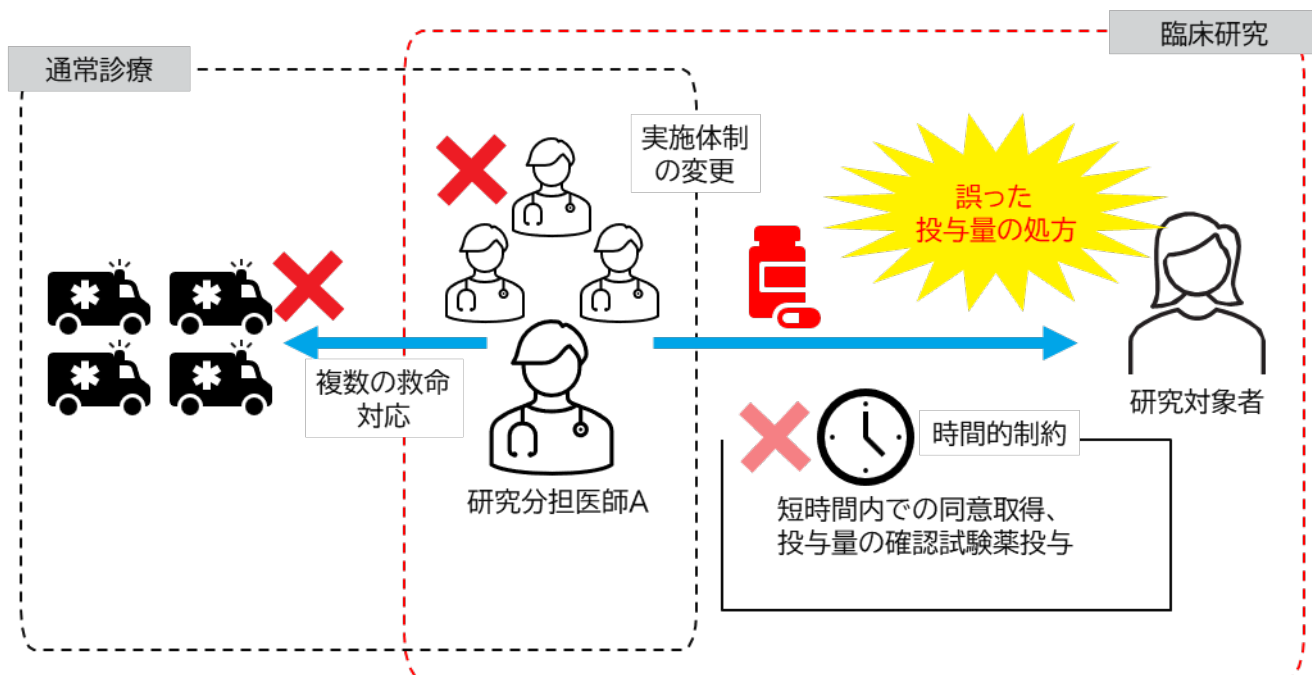 臨床研究
通常診療
実施体制
の変更
誤った
投与量の処方
複数の救命
対応
研究対象者
時間的制約
研究分担医師A
短時間内での同意取得、
投与量の確認試験薬投与